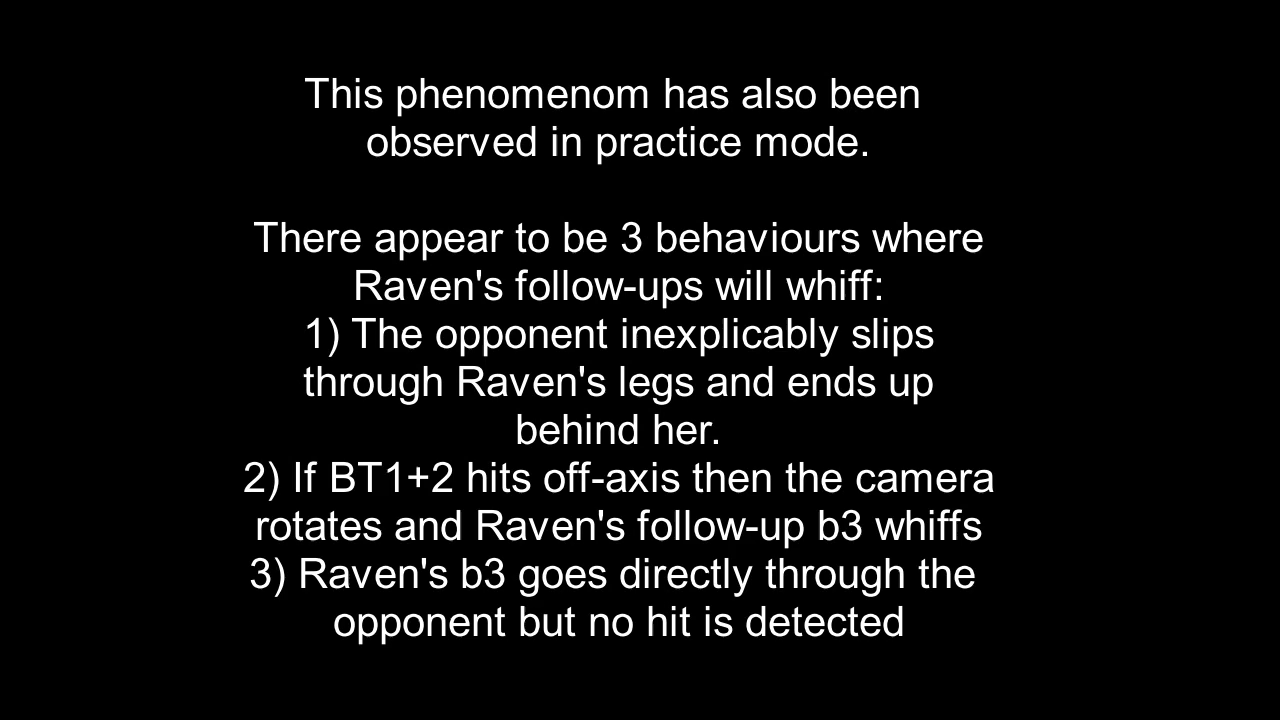 This phenomenom has also been
observed in practice mode.
There appear to be 3 behaviours where
Raven's follow-ups will whiff:
1) The opponent inexplicably slips
through Raven's legs and ends up
behind her.
2) If BT1+2 hits off-axis then the camera
rotates and Raven's follow-up b3 whiffs
3) Raven's b3 goes directly through the
opponent but no hit is detected